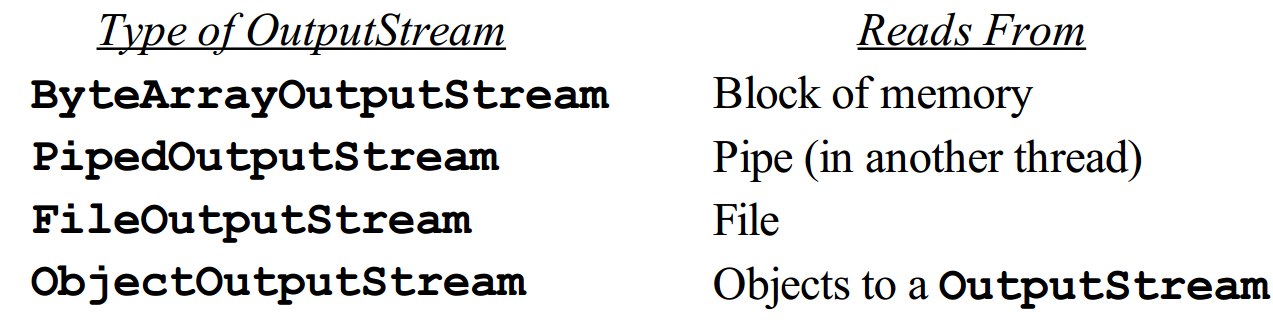 Type of OutputStream Reads From
ByteArrayOutputStream Block of memory
PipedOutputStream Pipe (in another thread)
FileOutputStream File
ObjectOutputStream Objects to a OutputStream